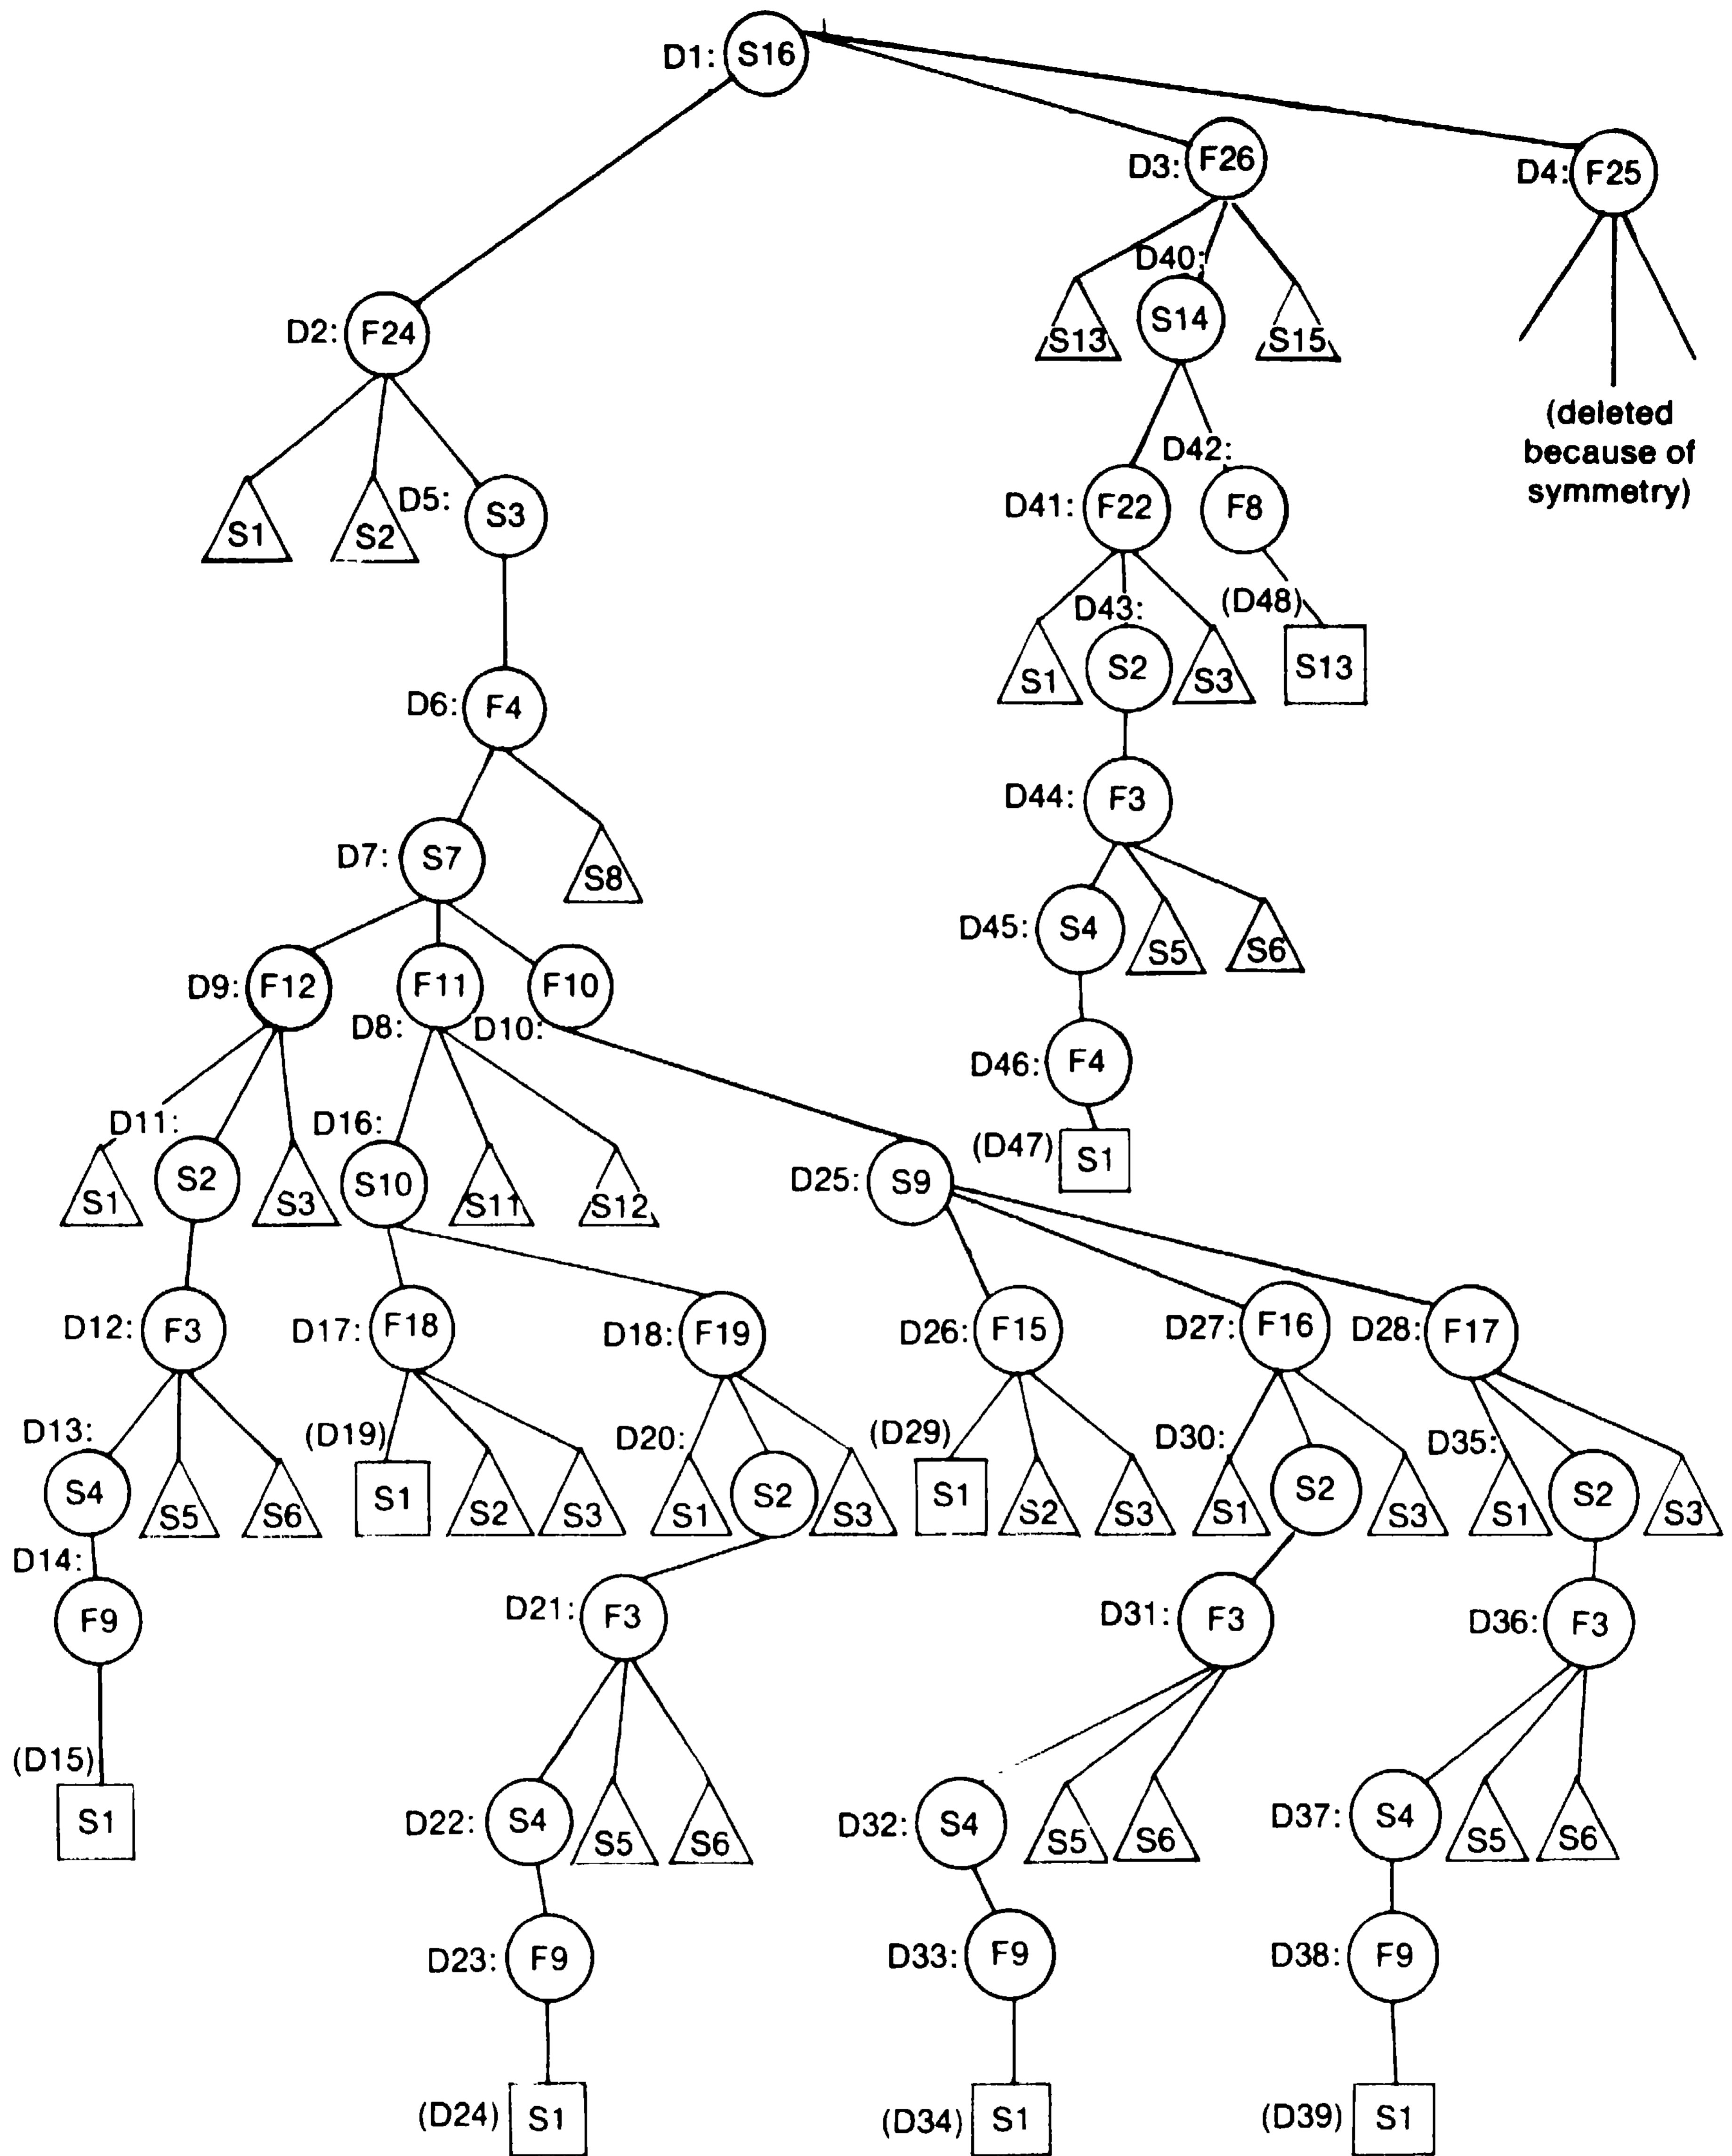 D1: S16
D3: F26
D4: F25
D40:
S13 S14 S15
D2: F24
(deleted
because of
symmetry)
D42:
D5: S3
S1 S2
D41: F22 F8
(D48)
D43:
S1 S2 S3 S13
D6: F4
D44: F3
D7: S7
S8
D45: S4 S5 S6
D9: F12 F11 F10
D8: D10:
D46: F4
D11: D16:
(D47) S1
S1 S2 S3 S10 S11 S12
D25: S9
D12: F3 D17: F18 D18: F19 D26: F15 D27: F16 D28: F17
D13: (D19) D20: (D29) D30: D35:
S4 S5 S6 S1 S2 S3 S1 S2 S3 S1 S2 S3 S1 S2 S3 S1 S2 S3
D14:
F9 D21: F3 D31: F3 D36: F3
(D15)
S1 D22: S4 S5 S6 D32: S4 S5 S6 D37: S4 S5 S6
D23: F9 D33: F9 D38: F9
(D24) S1 (D34) S1 (D39) S1